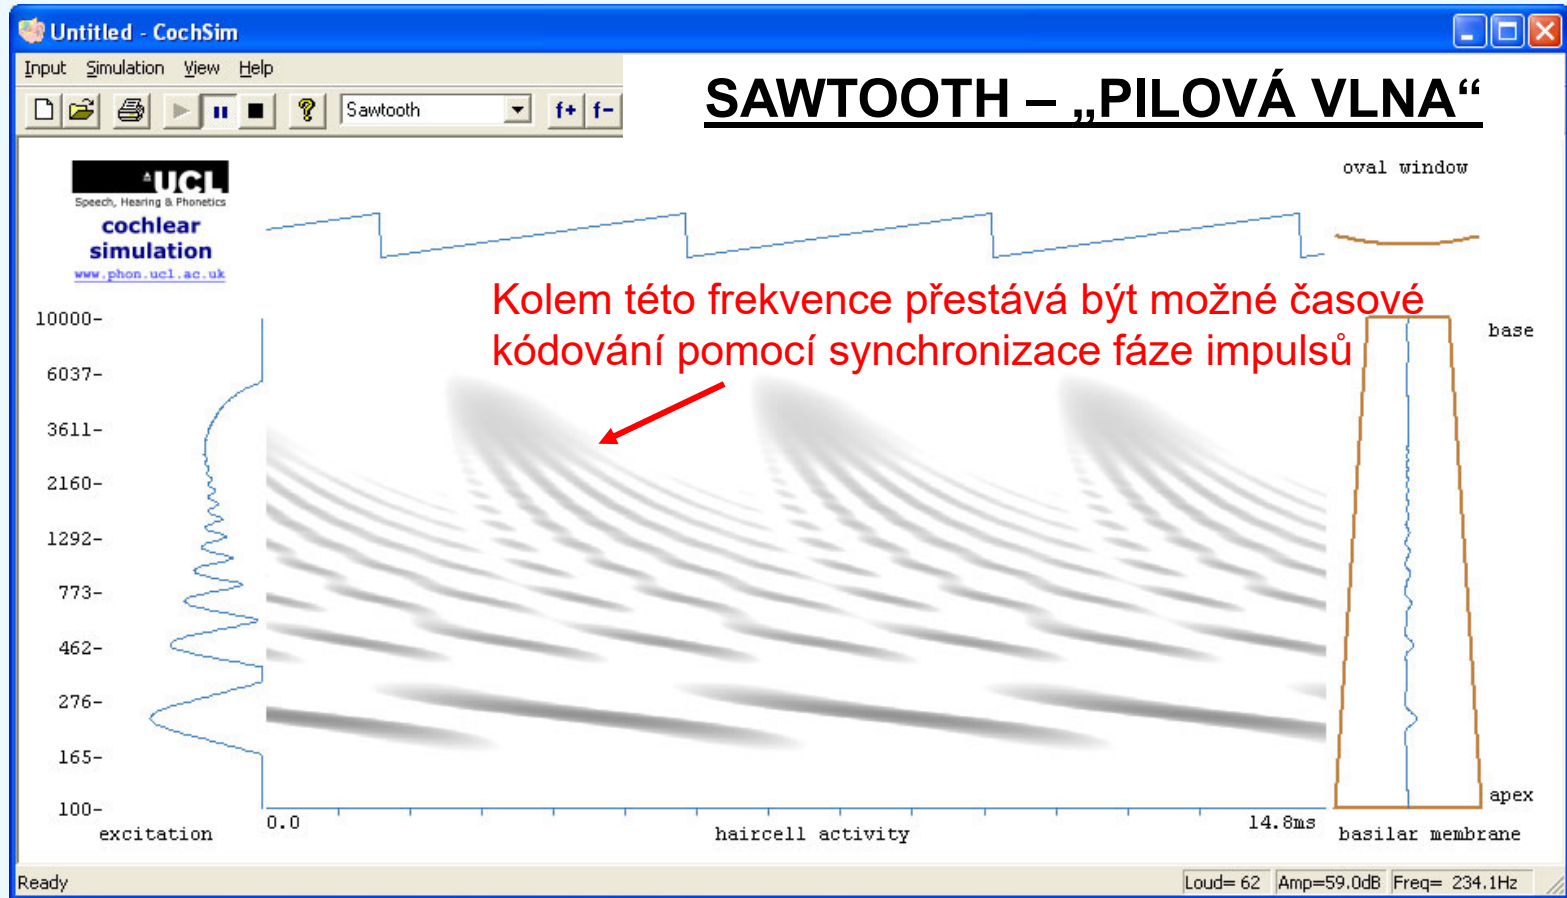 Untitled - CochSim
Input Simulation View Help
Sawtooth
f+ f-
SAWTOOTH – „PILOVÁ VLNA“
UCL
Speech, Hearing & Phonetics
cochlear
simulation
www.phon.ucl.ac.uk
oval window
Kolem této frekvence přestává být možné časové
kódování pomocí synchronizace fáze impulsů
10000-
6037-
3611-
2160-
1292-
773-
462-
276-
165-
100-
excitation
0.0
haircell activity
14.8ms
base
apex
basilar membrane
Ready
Loud= 62 Amp=59.0dB Freq= 234.1Hz